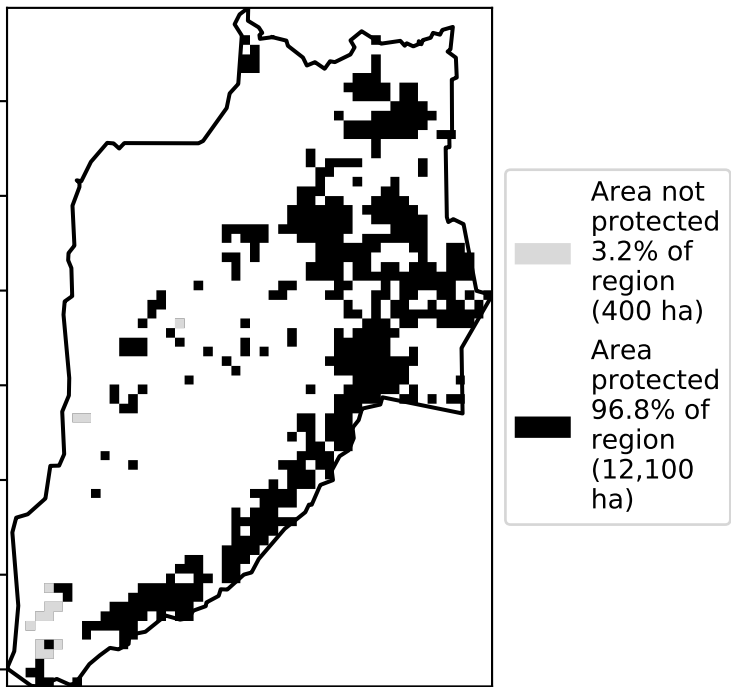 Area not
protected
3.2% of
region
(400 ha)
Area
protected
96.8% of
region
(12,100
ha)